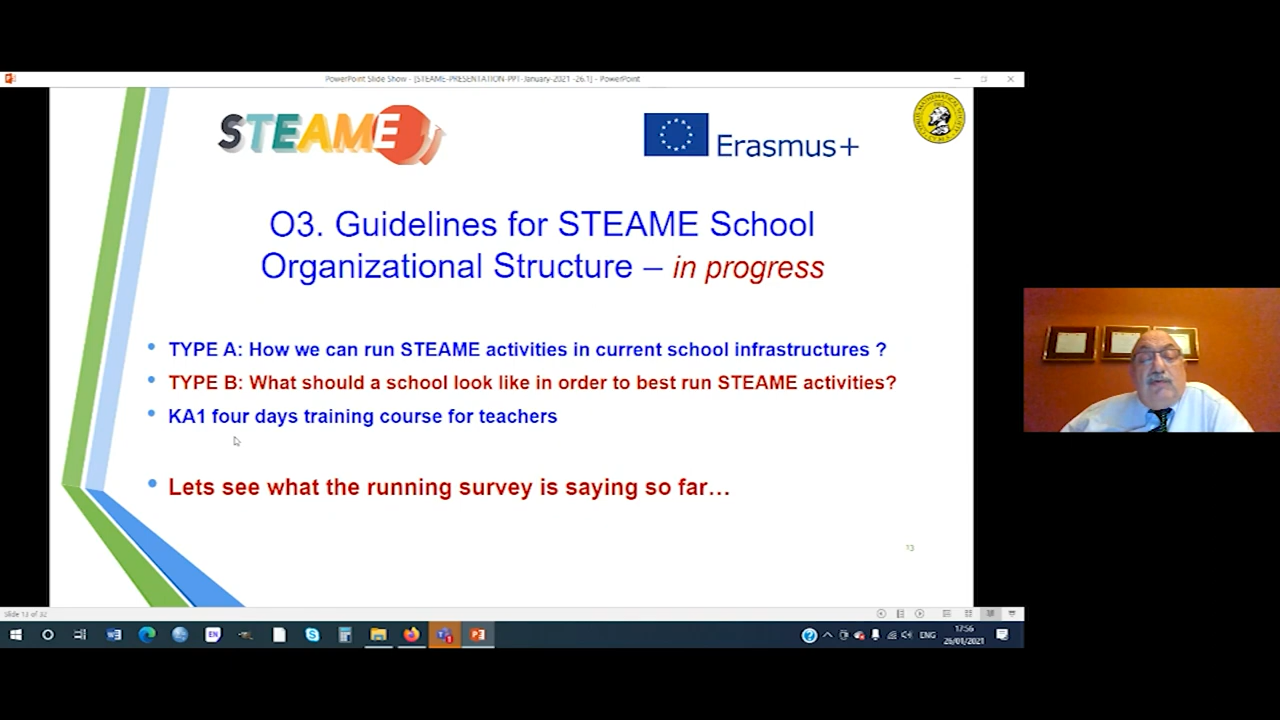 PowerPoint Slide Show - [STEAME-PRESENTATION-PPT-January-2021 -26.1] - PowerPoint
STEAME
Erasmus+
O3. Guidelines for STEAME School
Organizational Structure – in progress
• TYPE A: How we can run STEAME activities in current school infrastructures ?
• TYPE B: What should a school look like in order to best run STEAME activities?
• KA1 four days training course for teachers
• Lets see what the running survey is saying so far…
13
Slide 13 of 32
EN
ENG
17:56
26/01/2021